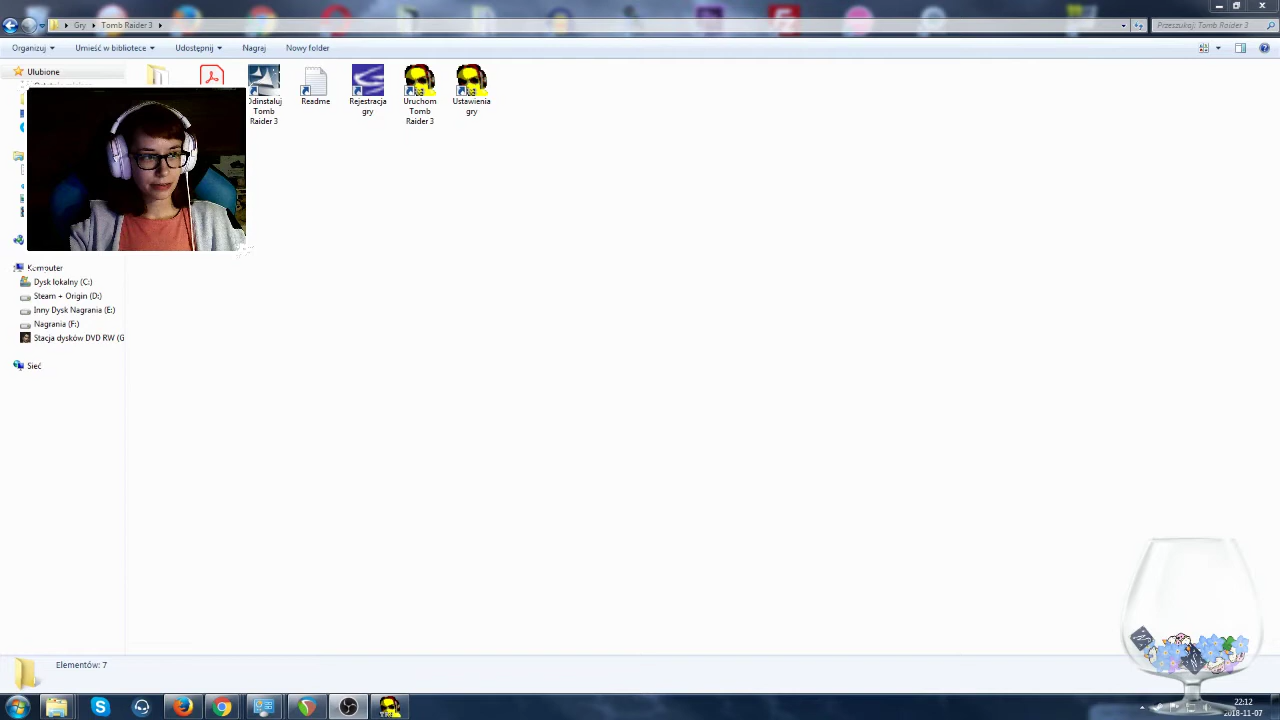 Gry Tomb Raider 3 Przeszukaj: Tomb Raider 3
Organizuj Umieść w bibliotece Udostępnij Nagraj Nowy folder
Ulubione
Odinstaluj
Tomb
Raider 3
Readme
Rejestracja
gry
Uruchom
Tomb
Raider 3
Ustawienia
gry
Komputer
Dysk lokalny (C:)
Steam + Origin (D:)
Inny Dysk Nagrania (E:)
Nagrania (F:)
Stacja dysków DVD RW (G
Sieć
Elementów: 7
22:12
2018-11-07